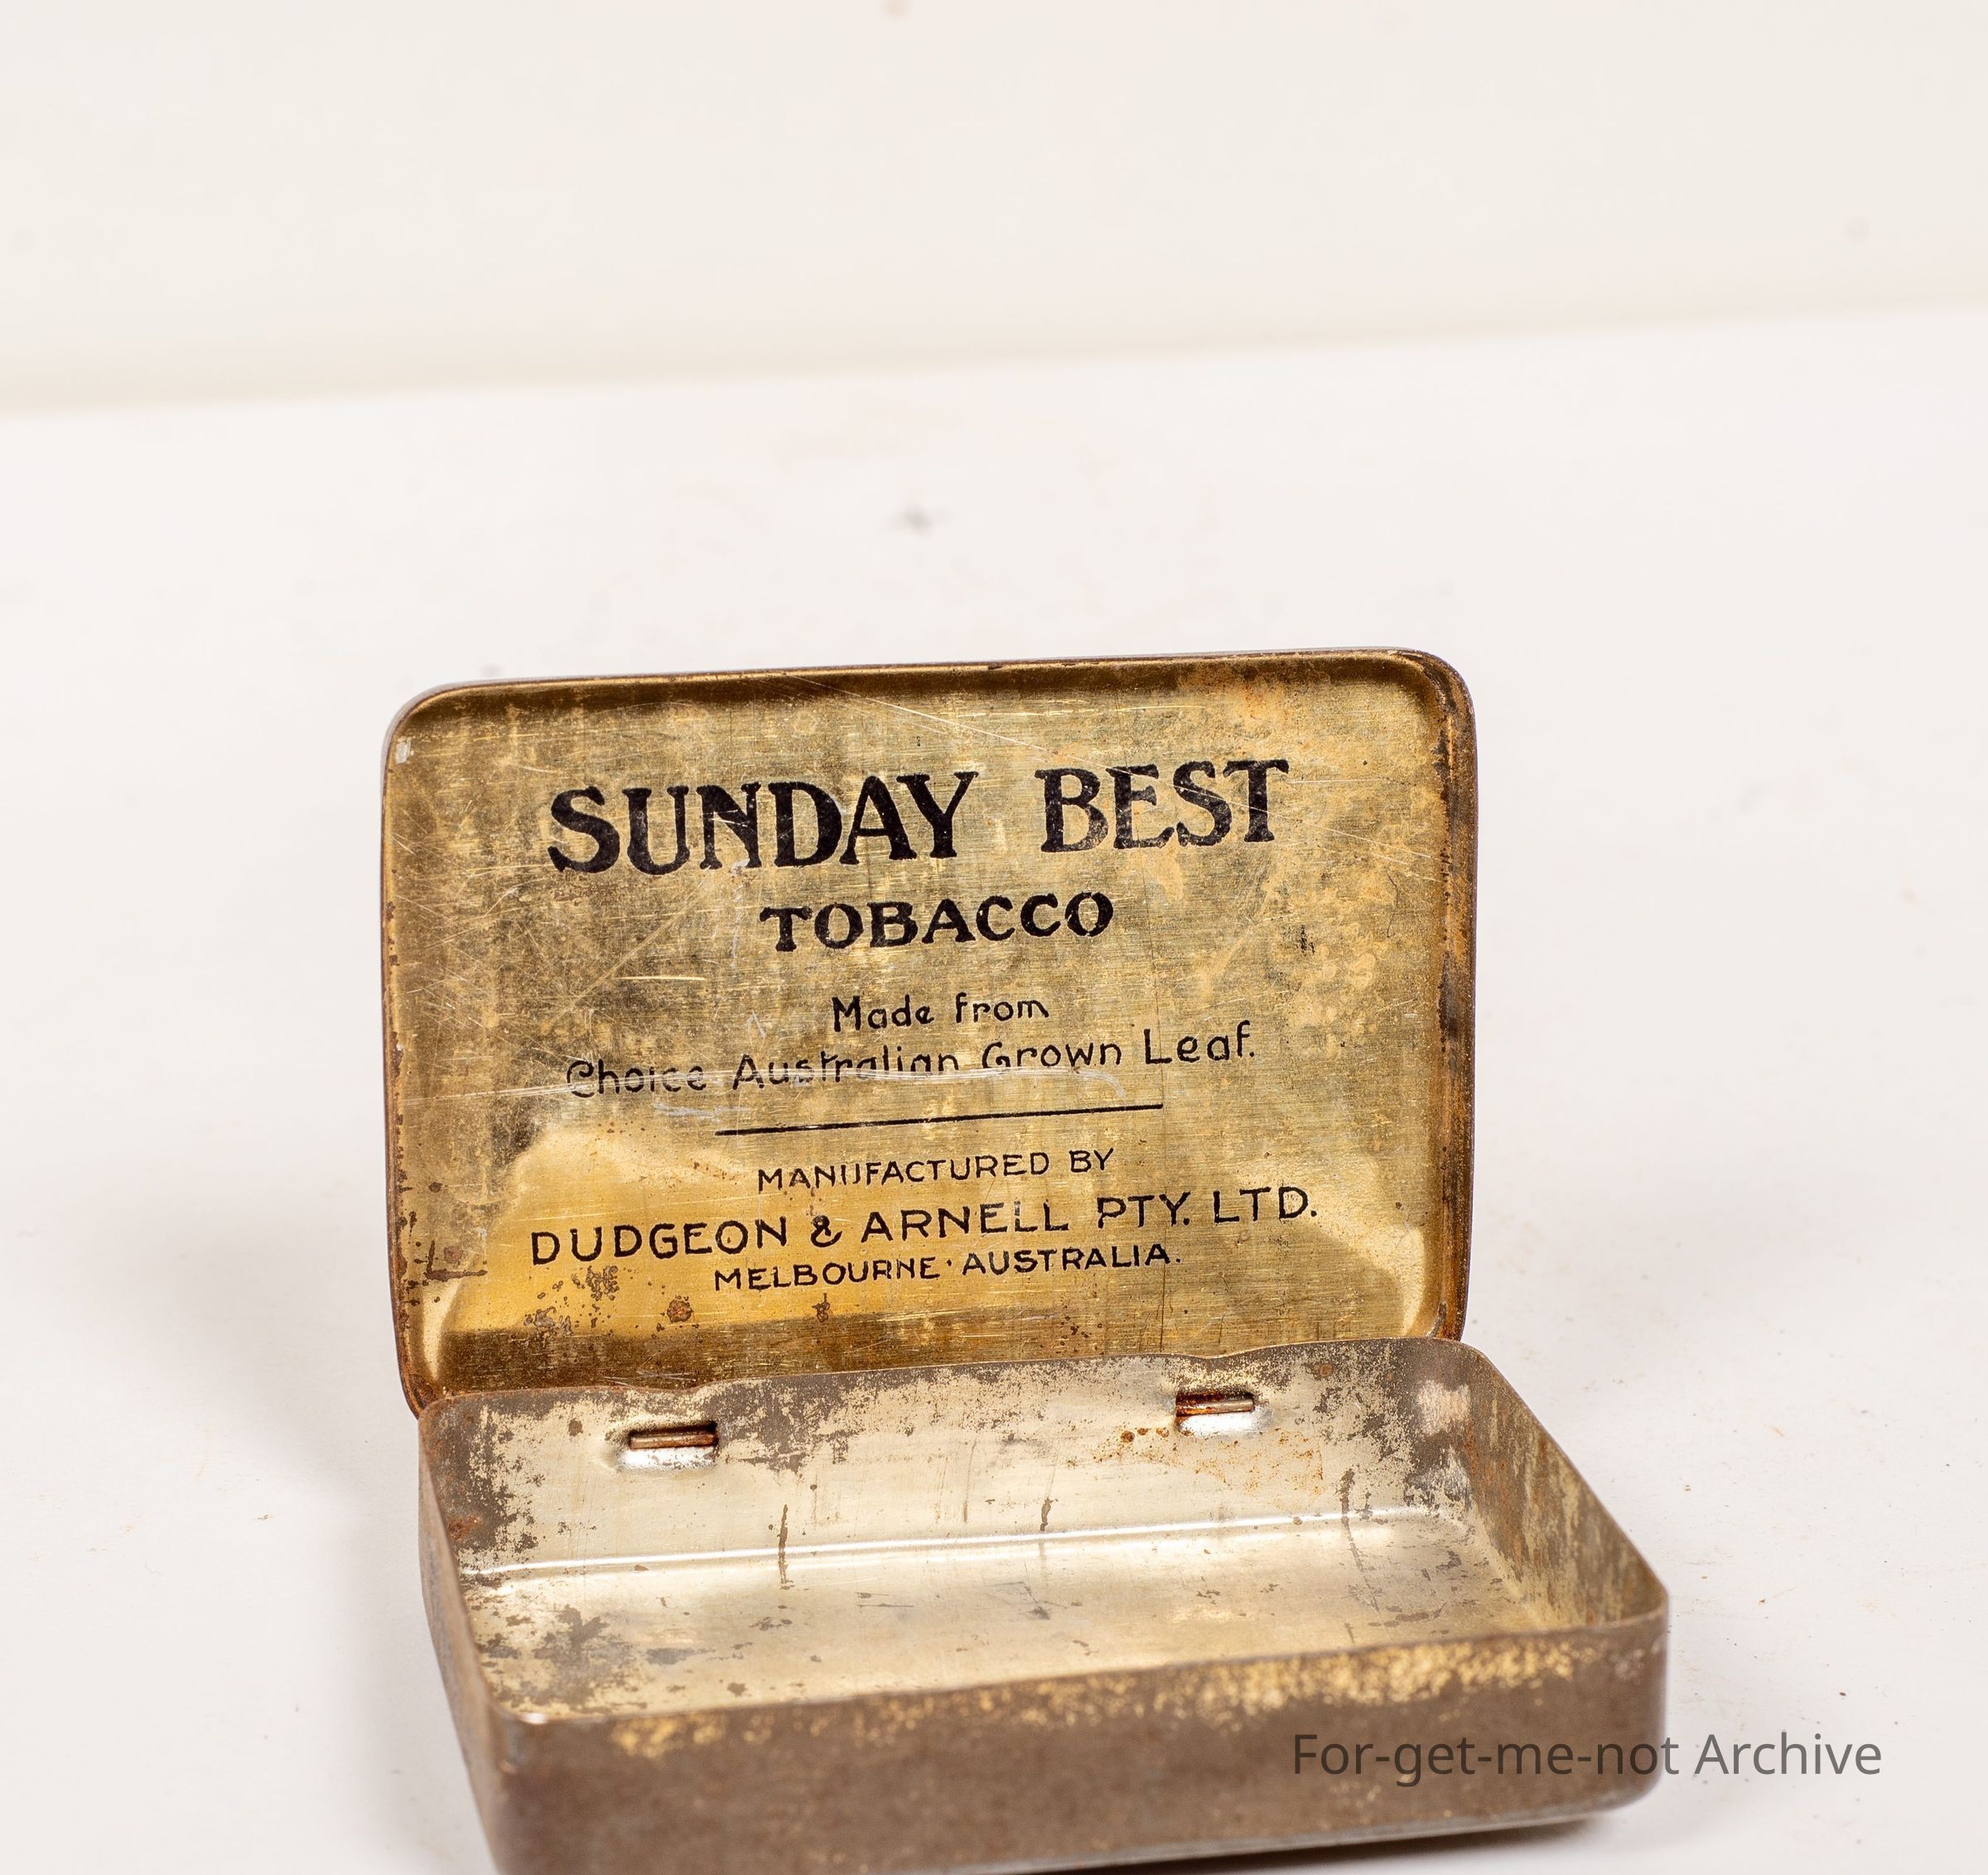 SUNDAY BEST
TOBACCO
Made from
Choice Australian Grown Leaf.
MANUFACTURED BY
DUDGEON & ARNELL PTY. LTD.
MELBOURNE · AUSTRALIA.
For-get-me-not Archive